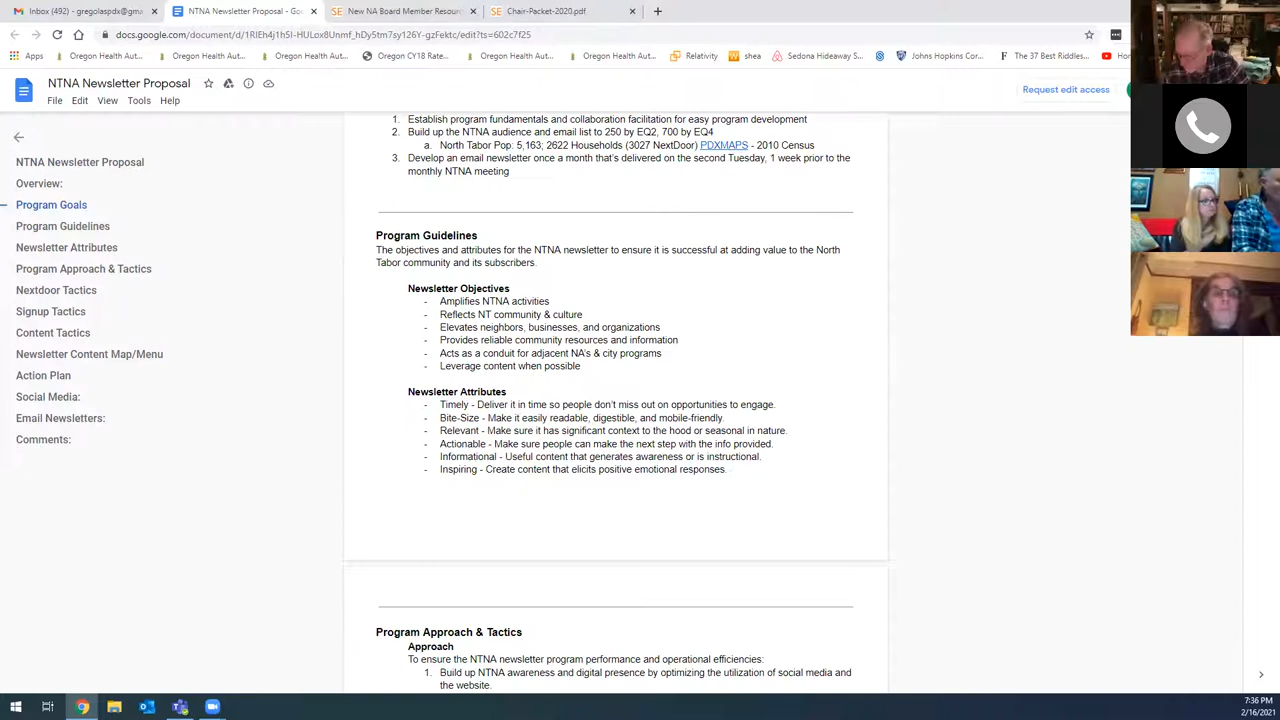 Inbox (492) - gregolaspdx@gma
NTNA Newsletter Proposal - Goo
New NA Board Member Resourc
Chair-Packet-2020.pdf
docs.google.com/document/d/
/edit?ts=602c7f25
Apps
Oregon Health Aut...
Oregon Health Aut...
Oregon Health Aut...
Oregon Health Aut...
Oregon Health Aut...
Relativity
shea
Sedona Hideaway S...
Johns Hopkins Cor...
The 37 Best Riddles...
NTNA Newsletter Proposal
File Edit View Tools Help
Request edit access
NTNA Newsletter Proposal
Overview:
Program Goals
Program Guidelines
Newsletter Attributes
Program Approach & Tactics
Nextdoor Tactics
Signup Tactics
Content Tactics
Newsletter Content Map/Menu
Action Plan
Social Media:
Email Newsletters:
Comments:
1. Establish program fundamentals and collaboration facilitation for easy program development
2. Build up the NTNA audience and email list to 250 by EQ2, 700 by EQ4
a. North Tabor Pop: 5,163; 2622 Households (3027 NextDoor) PDXMAPS - 2010 Census
3. Develop an email newsletter once a month that's delivered on the second Tuesday, 1 week prior to the
monthly NTNA meeting
Program Guidelines
The objectives and attributes for the NTNA newsletter to ensure it is successful at adding value to the North
Tabor community and its subscribers.
Newsletter Objectives
- Amplifies NTNA activities
- Reflects NT community & culture
- Elevates neighbors, businesses, and organizations
- Provides reliable community resources and information
- Acts as a conduit for adjacent NA's & city programs
- Leverage content when possible
Newsletter Attributes
- Timely - Deliver it in time so people don't miss out on opportunities to engage.
- Bite-Size - Make it easily readable, digestible, and mobile-friendly.
- Relevant - Make sure it has significant context to the hood or seasonal in nature.
- Actionable - Make sure people can make the next step with the info provided.
- Informational - Useful content that generates awareness or is instructional.
- Inspiring - Create content that elicits positive emotional responses.
Program Approach & Tactics
Approach
To ensure the NTNA newsletter program performance and operational efficiencies:
1. Build up NTNA awareness and digital presence by optimizing the utilization of social media and
the website.
7:36 PM
2/16/2021